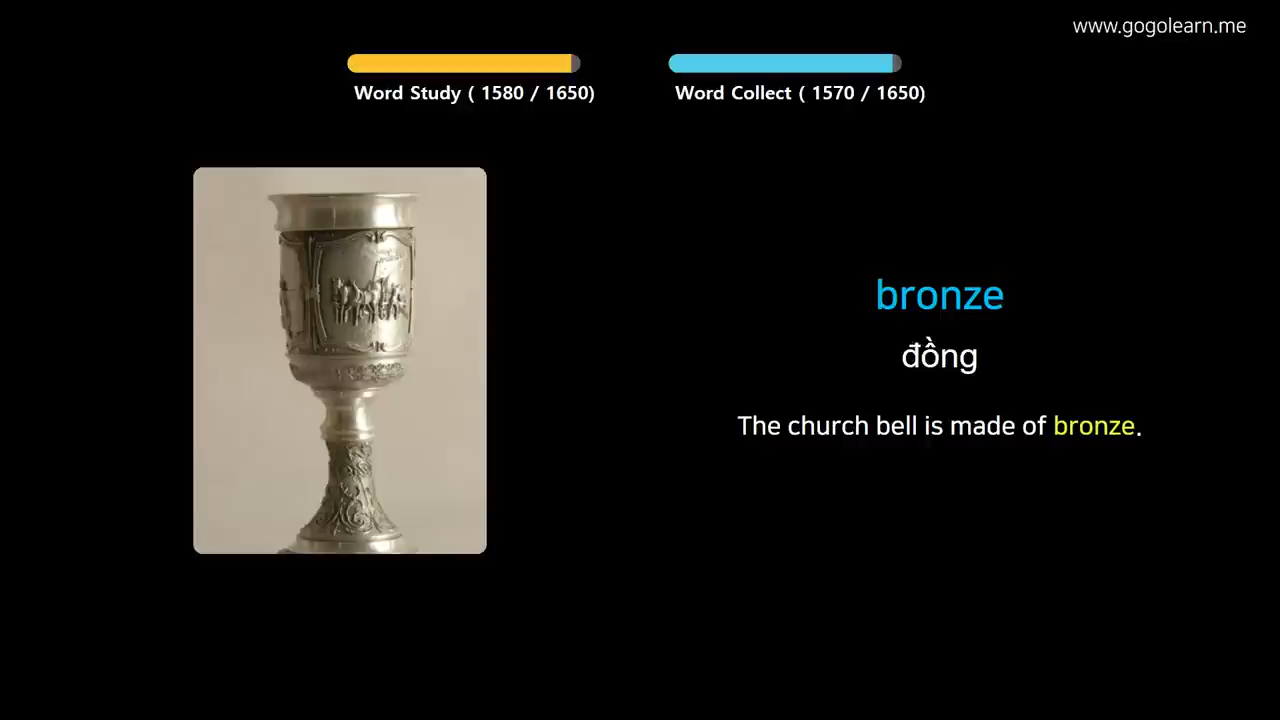 www.gogolearn.me
Word Study ( 1580 / 1650)
Word Collect ( 1570 / 1650)
bronze
đồng
The church bell is made of bronze.